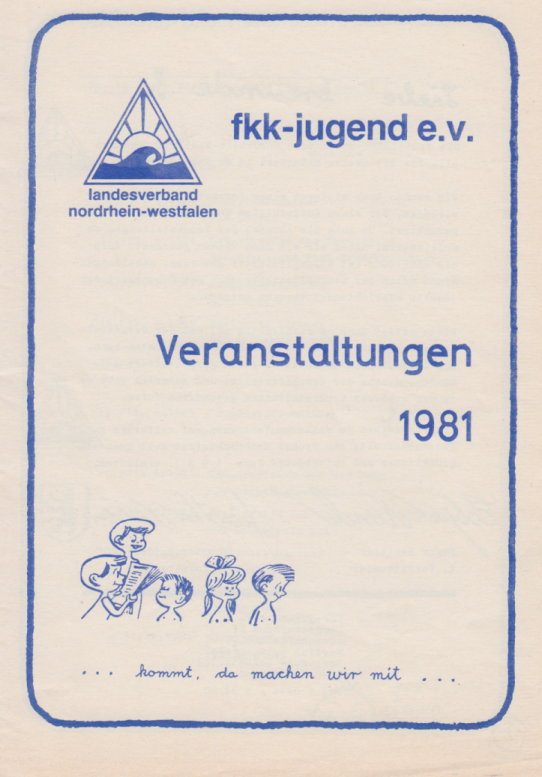 fkk-jugend e.v.
landesverband
nordrhein-westfalen
Veranstaltungen
1981
... kommt, da machen wir mit ...